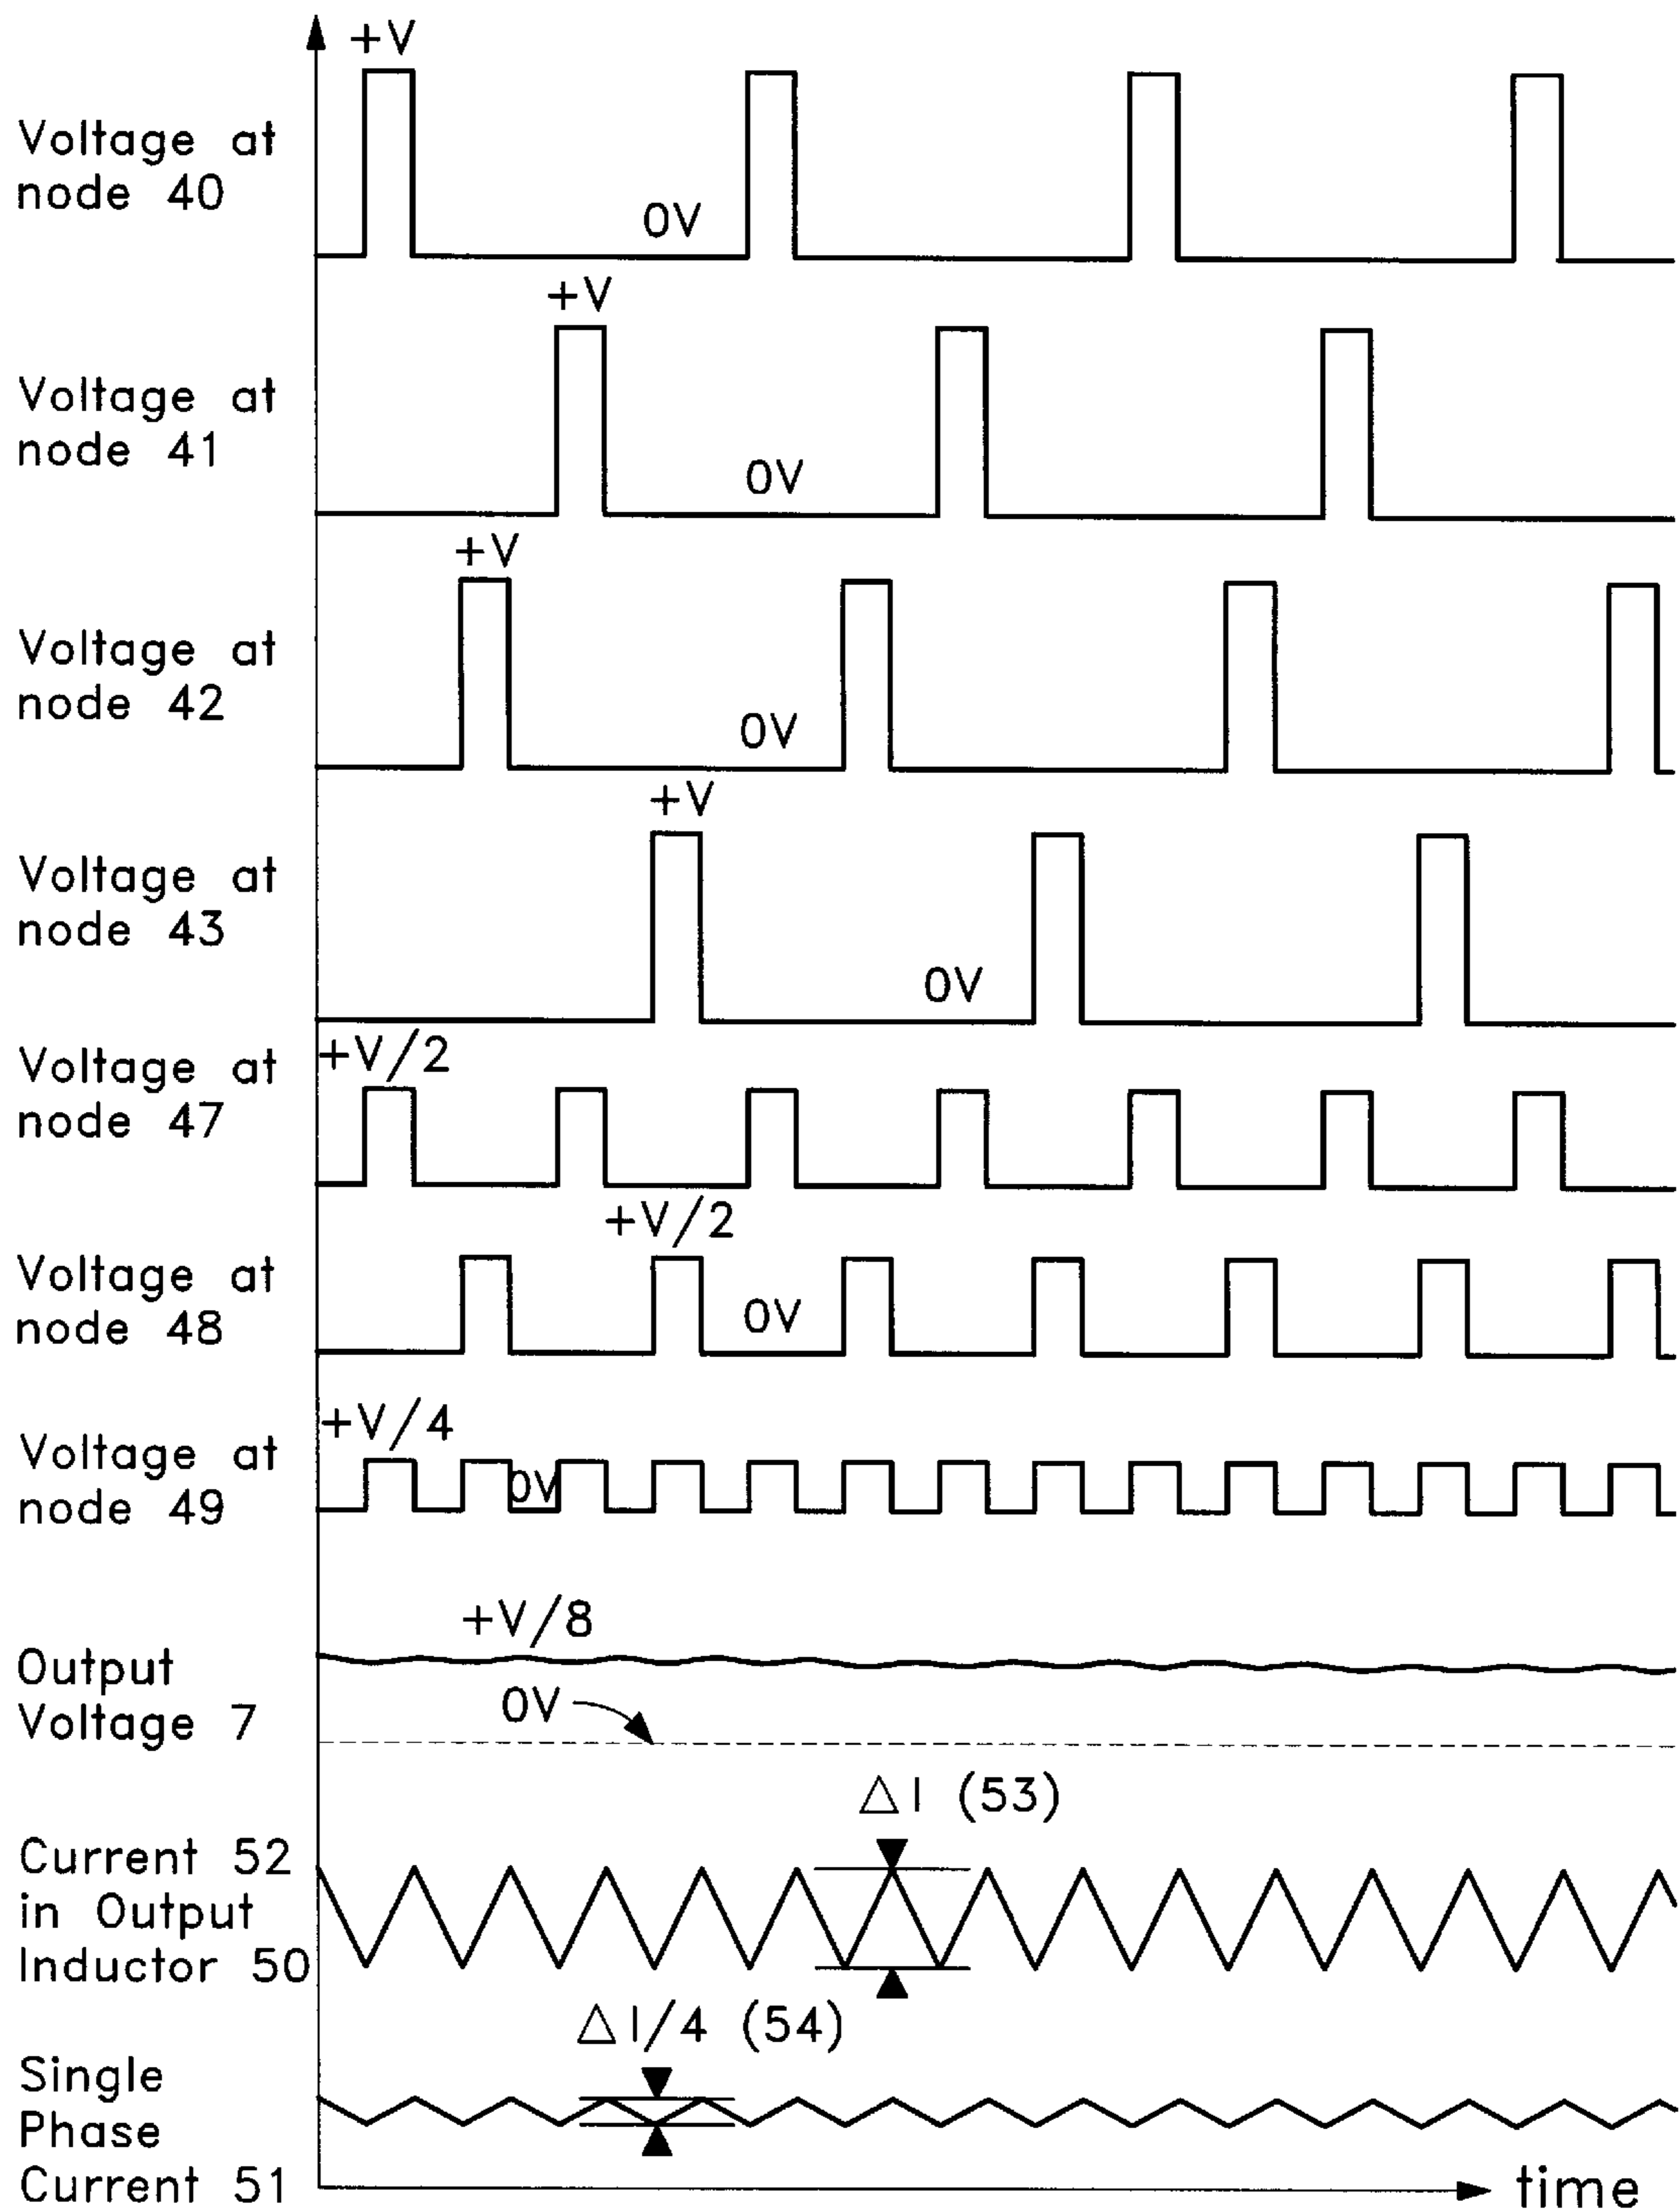 +V
Voltage at
node 40
0V
+V
Voltage at
node 41
0V
+V
Voltage at
node 42
0V
+V
Voltage at
node 43
0V
+V/2
Voltage at
node 47
+V/2
Voltage at
node 48
0V
+V/4
Voltage at
node 49
0V
+V/8
Output
Voltage 7
0V
△I (53)
Current 52
in Output
Inductor 50
△I/4 (54)
Single
Phase
Current 51
time